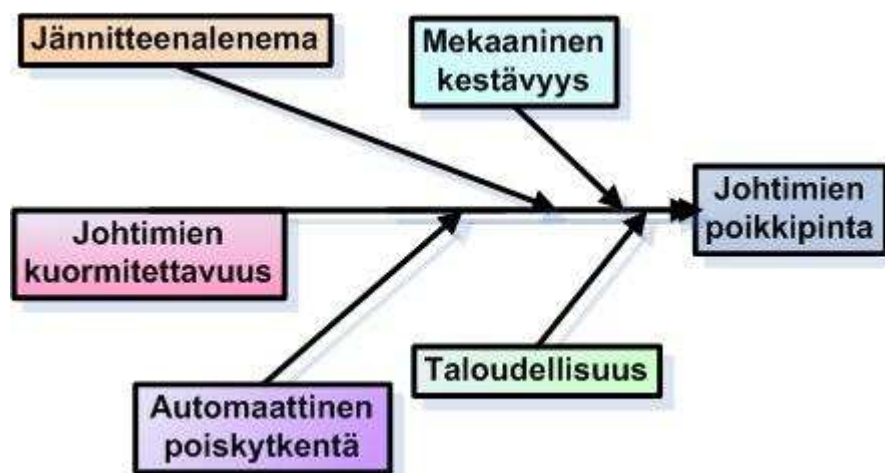 Jännitteenalenema
Mekaaninen
kestävyys
Johtimien
poikkipinta
Johtimien
kuormitettavuus
Taloudellisuus
Automaattinen
poiskytkentä